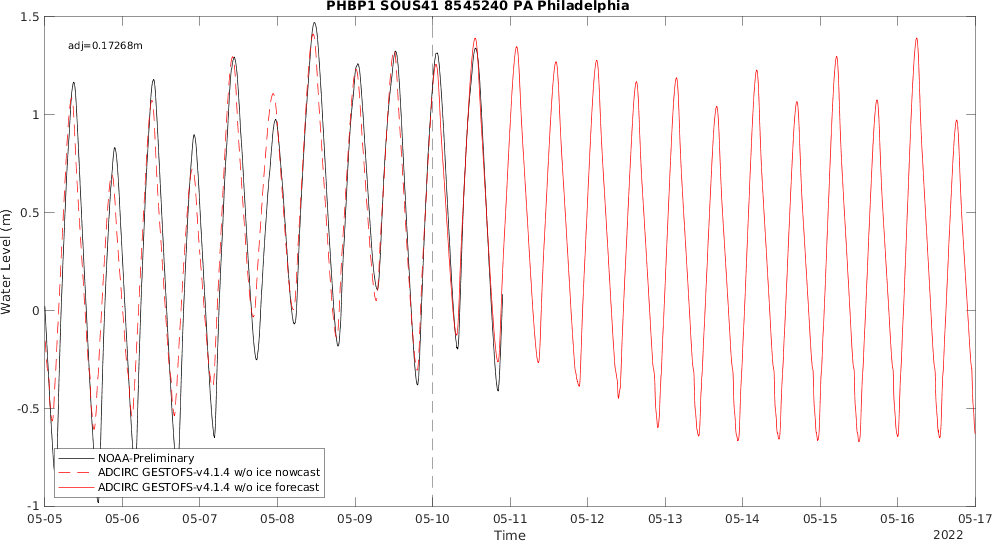 PHBP1 SOUS41 8545240 PA Philadelphia
adj=0.17268m
1.5
1
0.5
0
-0.5
-1
Water Level (m)
NOAA-Preliminary
ADCIRC GESTOFS-v4.1.4 w/o ice nowcast
ADCIRC GESTOFS-v4.1.4 w/o ice forecast
05-05 05-06 05-07 05-08 05-09 05-10 05-11 05-12 05-13 05-14 05-15 05-16 05-17
Time
2022